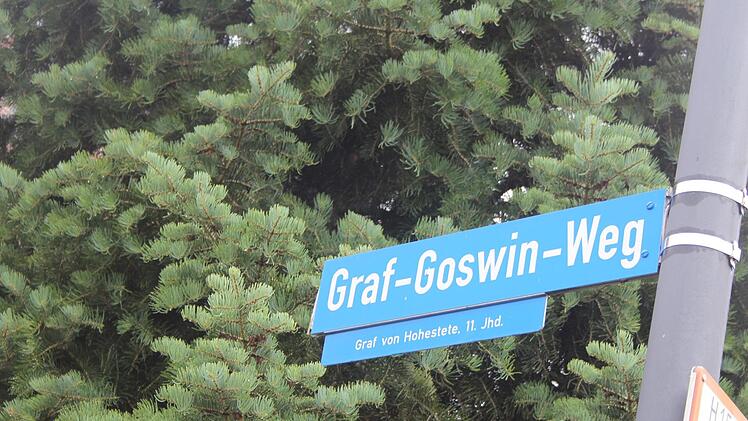 Graf-Goswin-Weg
Graf von Hohestete, 11. Jhd.